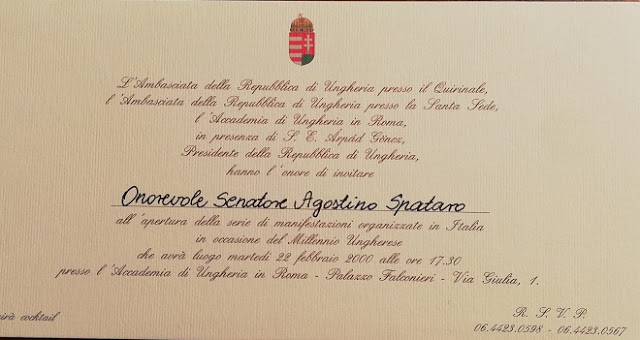 L'Ambasciata della Repubblica di Ungheria presso il Quirinale,
l'Ambasciata della Repubblica di Ungheria presso la Santa Sede,
l'Accademia di Ungheria in Roma,
in presenza di S. E. Árpád Göncz,
Presidente della Repubblica di Ungheria,
hanno l'onore di invitare
Onorevole Senatore Agostino Spataro
all'apertura della serie di manifestazioni organizzate in Italia
in occasione del Millennio Ungherese
che avrà luogo martedì 22 febbraio 2000 alle ore 17.30
presso l'Accademia di Ungheria in Roma - Palazzo Falconieri - Via Giulia, 1.
cocktail
R. S. V. P.
06.4423.0598 - 06.4423.0567